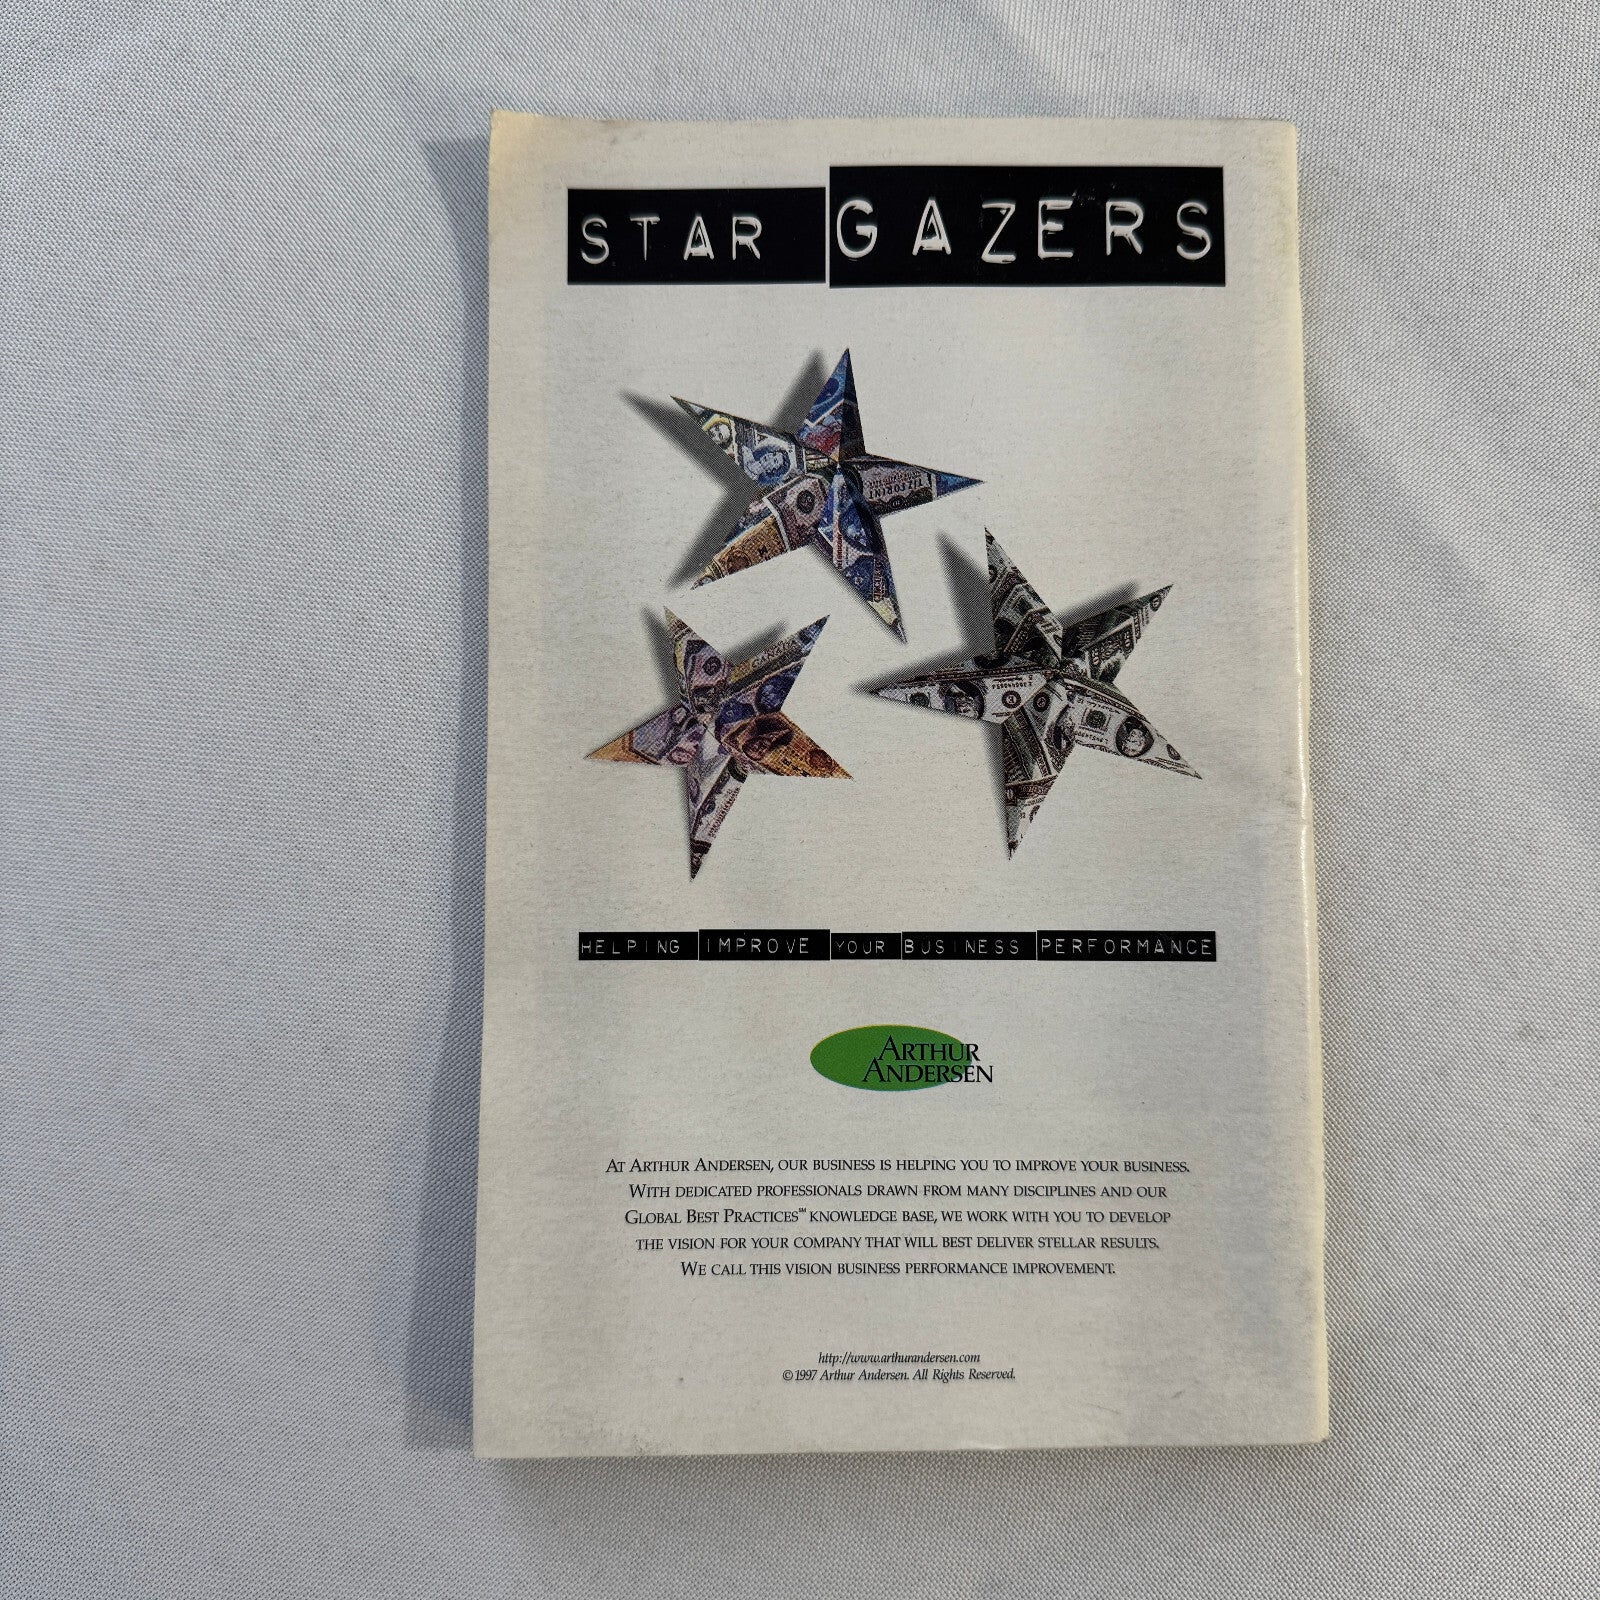 STAR GAZERS
TIZFORINT
CANADA
HELPING IMPROVE YOUR BUSINESS PERFORMANCE
ARTHUR
ANDERSEN
AT ARTHUR ANDERSEN, OUR BUSINESS IS HELPING YOU TO IMPROVE YOUR BUSINESS.
WITH DEDICATED PROFESSIONALS DRAWN FROM MANY DISCIPLINES AND OUR
GLOBAL BEST PRACTICES℠ KNOWLEDGE BASE, WE WORK WITH YOU TO DEVELOP
THE VISION FOR YOUR COMPANY THAT WILL BEST DELIVER STELLAR RESULTS.
WE CALL THIS VISION BUSINESS PERFORMANCE IMPROVEMENT.
http://www.arthurandersen.com
©1997 Arthur Andersen. All Rights Reserved.